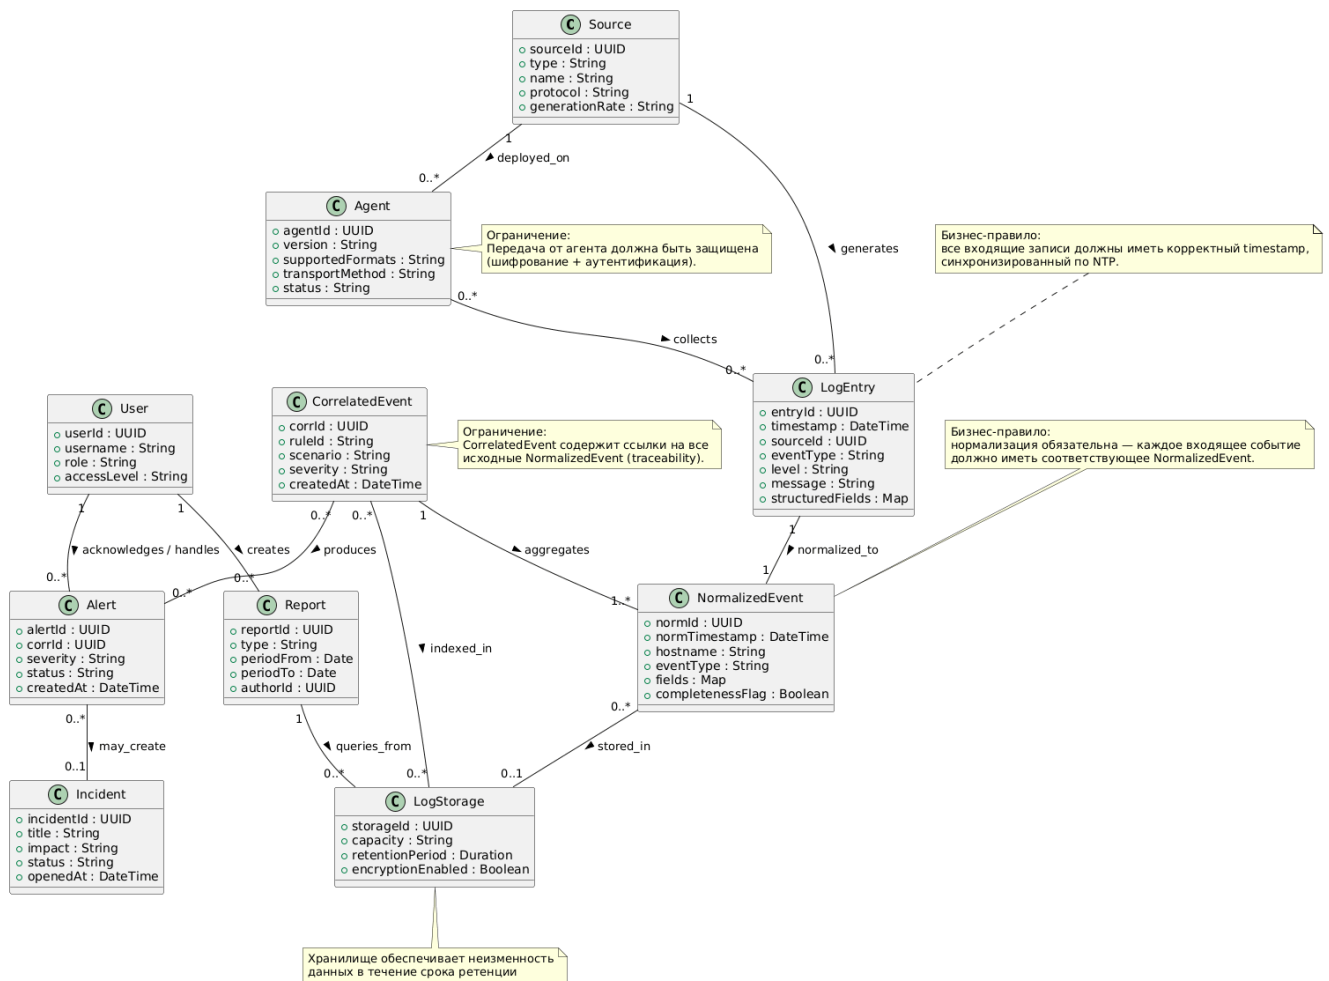 C Source
sourceId : UUID
type : String
name : String
protocol : String
generationRate : String
1
1
deployed_on
0..*
C Agent
agentId : UUID
version : String
supportedFormats : String
transportMethod : String
status : String
Ограничение:
Передача от агента должна быть защищена
(шифрование + аутентификация).
generates
Бизнес-правило:
все входящие записи должны иметь корректный timestamp,
синхронизированный по NTP.
0..*
collects
0..*
0..*
C LogEntry
entryId : UUID
timestamp : DateTime
sourceId : UUID
eventType : String
level : String
message : String
structuredFields : Map
C User
userId : UUID
username : String
role : String
accessLevel : String
C CorrelatedEvent
corrId : UUID
ruleId : String
scenario : String
severity : String
createdAt : DateTime
Ограничение:
CorrelatedEvent содержит ссылки на все
исходные NormalizedEvent (traceability).
Бизнес-правило:
нормализация обязательна — каждое входящее событие
должно иметь соответствующее NormalizedEvent.
1
1
0..*
0..*
1
1
acknowledges / handles
creates
produces
aggregates
normalized_to
0..*
0..*
0..*
1..*
1
C Alert
alertId : UUID
corrId : UUID
severity : String
status : String
createdAt : DateTime
C Report
reportId : UUID
type : String
periodFrom : Date
periodTo : Date
authorId : UUID
indexed_in
C NormalizedEvent
normId : UUID
normTimestamp : DateTime
hostname : String
eventType : String
fields : Map
completenessFlag : Boolean
0..*
1
0..*
may_create
queries_from
stored_in
0..1
0..*
0..*
0..1
C Incident
incidentId : UUID
title : String
impact : String
status : String
openedAt : DateTime
C LogStorage
storageId : UUID
capacity : String
retentionPeriod : Duration
encryptionEnabled : Boolean
Хранилище обеспечивает неизменность
данных в течение срока ретенции